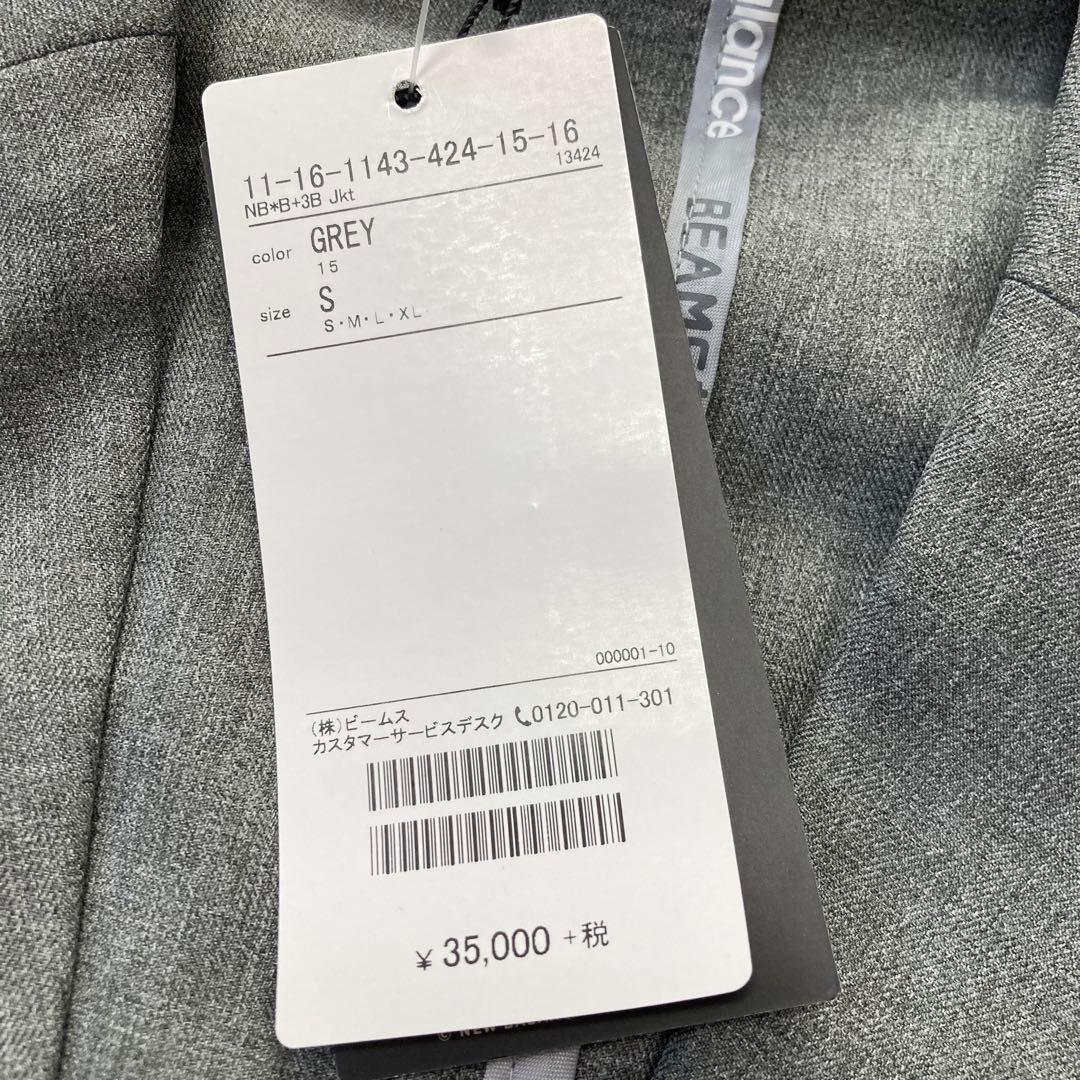 11-16-1143-424-15-16
13424
NB*B+3B Jkt
color GREY
15
size S
S・M・L・XL
000001-10
(株)ビームス
カスタマーサービスデスク 0120-011-301
¥ 35,000 +税
lance
BEAMS
© NEW